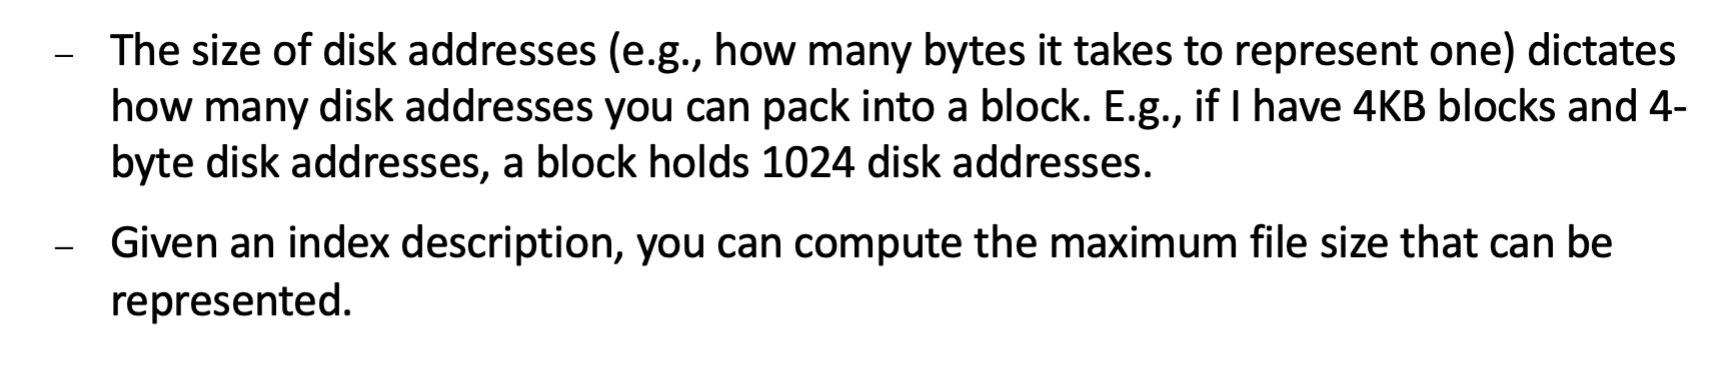 – The size of disk addresses (e.g., how many bytes it takes to represent one) dictates
how many disk addresses you can pack into a block. E.g., if I have 4KB blocks and 4-
byte disk addresses, a block holds 1024 disk addresses.
– Given an index description, you can compute the maximum file size that can be
represented.